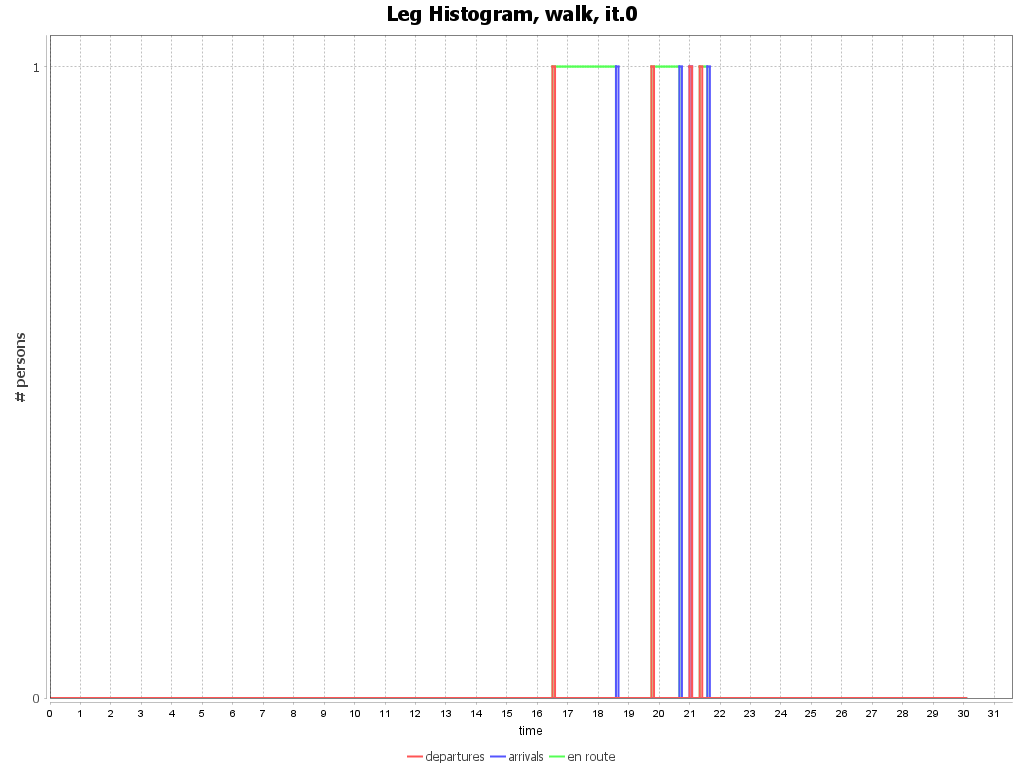 Leg Histogram, walk, it.0
# persons
1
0
0 1 2 3 4 5 6 7 8 9 10 11 12 13 14 15 16 17 18 19 20 21 22 23 24 25 26 27 28 29 30 31
time
departures arrivals en route